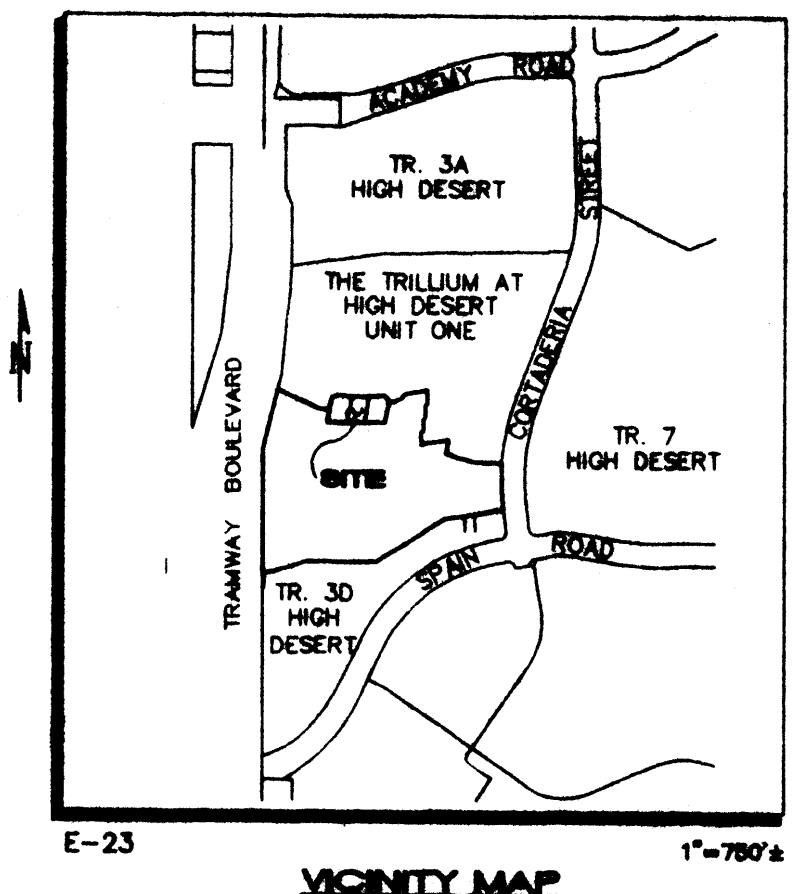 ACADEMY ROAD
TR. 3A
HIGH DESERT
STREET
THE TRILLIUM AT
HIGH DESERT
UNIT ONE
CORTADERIA
N
TRAMWAY BOULEVARD
TR. 7
HIGH DESERT
SITE
SPAIN ROAD
TR. 3D
HIGH
DESERT
E-23
1"=750'±
VICINITY MAP